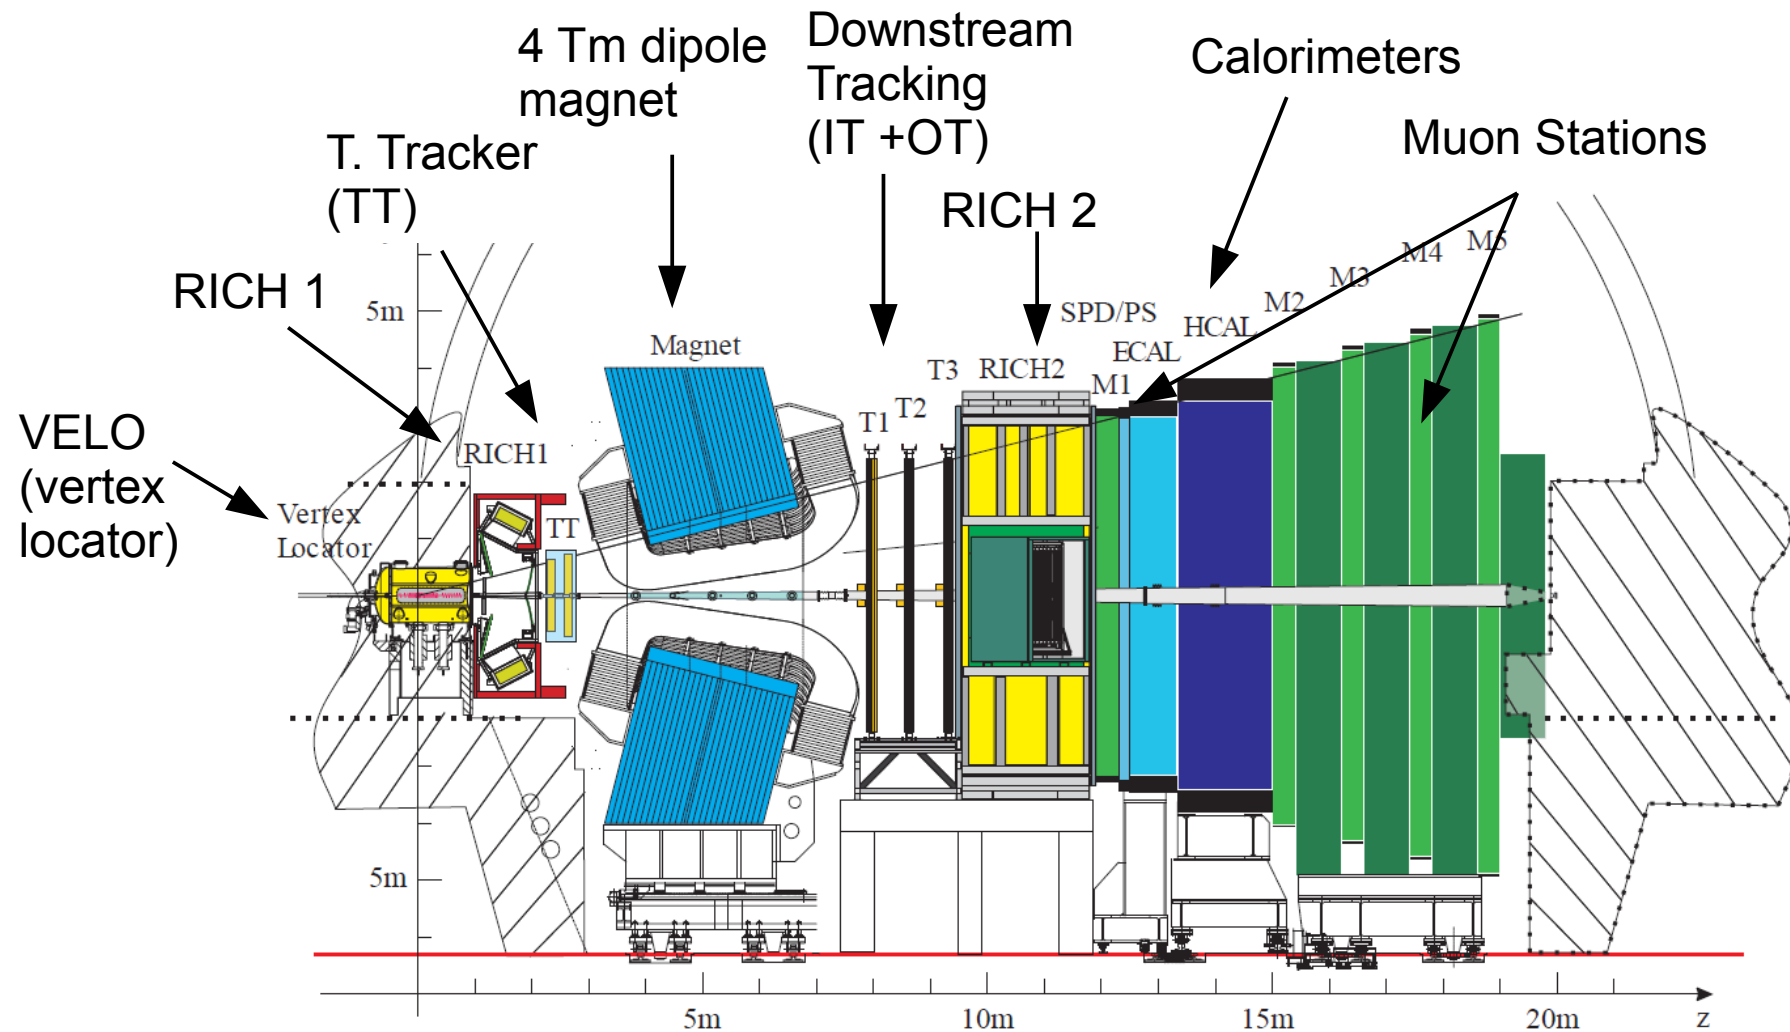 4 Tm dipole
magnet
Downstream
Tracking
(IT +OT)
Calorimeters
Muon Stations
T. Tracker
(TT)
RICH 2
RICH 1
VELO
(vertex
locator)
5m
Magnet
SPD/PS
ECAL
HCAL
M1
M2
M3
M4
M5
T1
T2
T3
RICH2
RICH1
TT
Vertex
Locator
5m
5m
10m
15m
20m
z